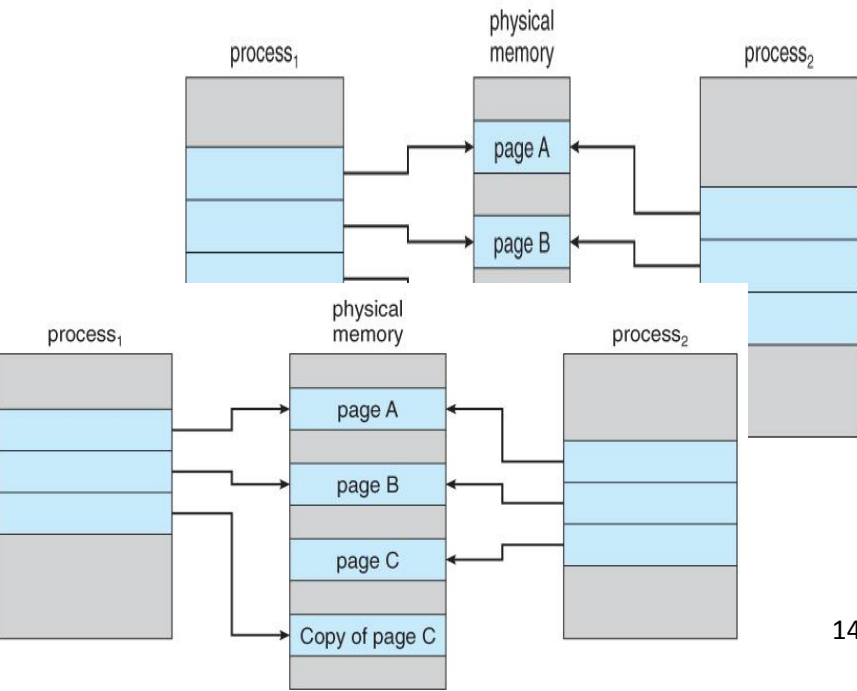 physical
process₁ memory process₂
page A
page B
physical
process₁ memory process₂
page A
page B
page C
Copy of page C
14